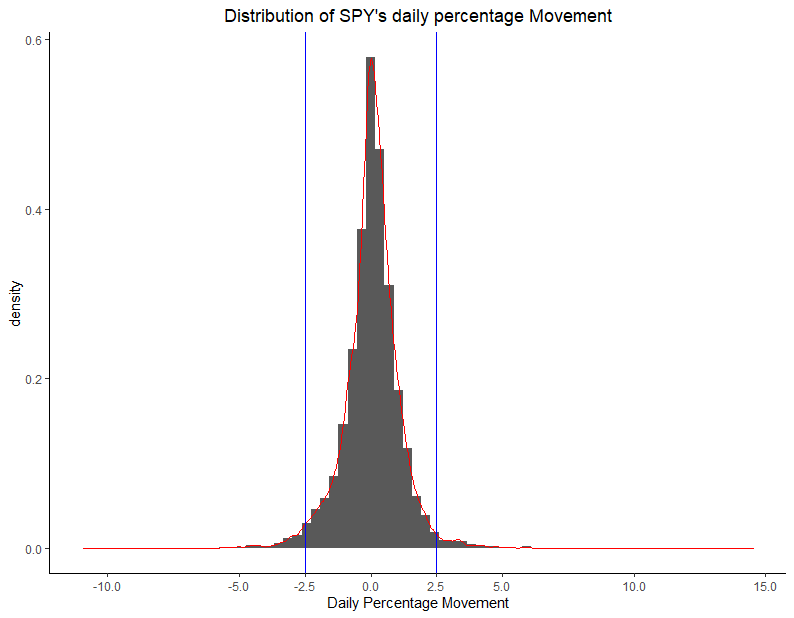 Distribution of SPY's daily percentage Movement
density
0.6
0.4
0.2
0.0
-10.0 -5.0 -2.5 0.0 2.5 5.0 10.0 15.0
Daily Percentage Movement